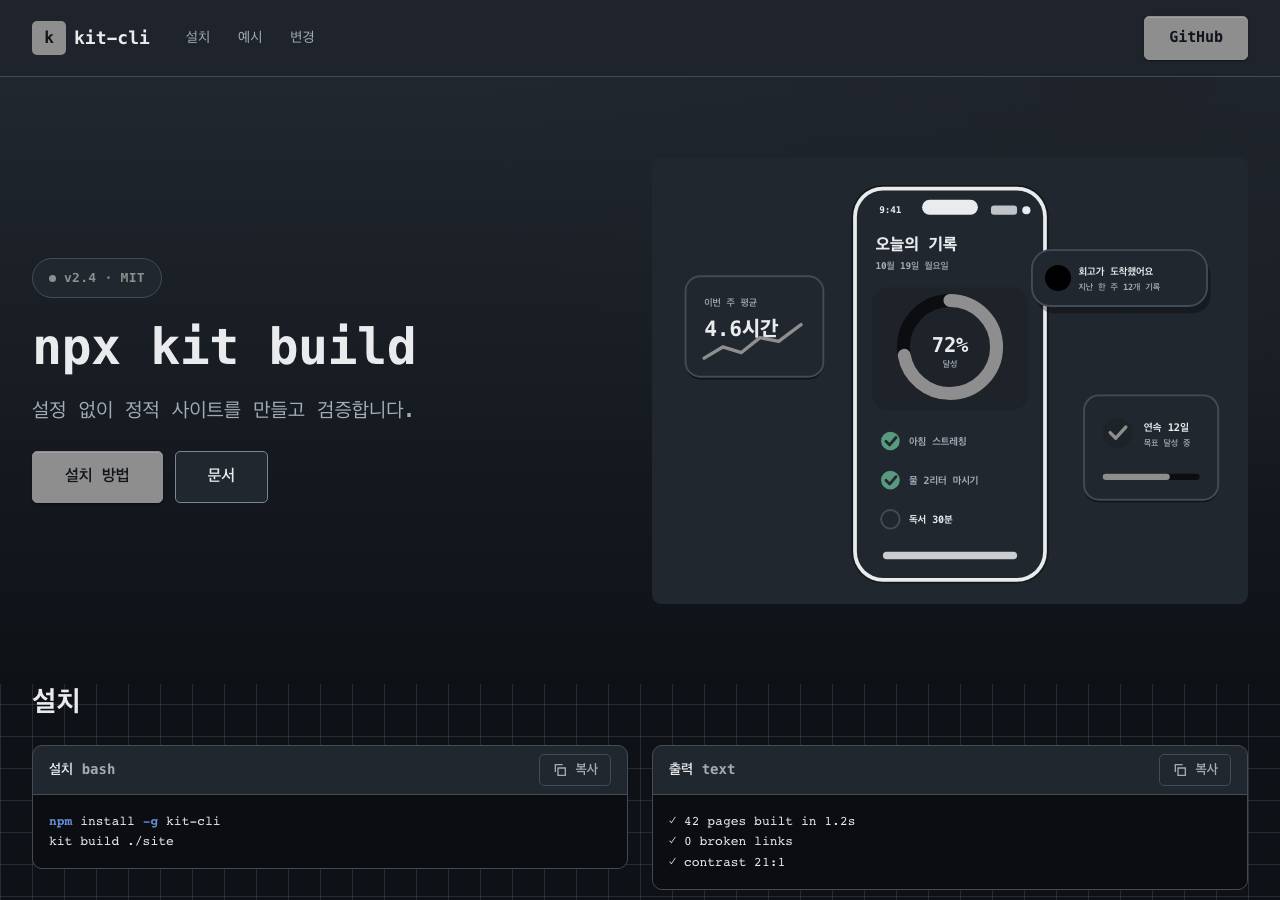 k kit-cli 설치 예시 변경 GitHub
v2.4 · MIT
npx kit build
설정 없이 정적 사이트를 만들고 검증합니다.
설치 방법 문서
이번 주 평균
4.6시간
9:41
오늘의 기록
10월 19일 월요일
72%
달성
아침 스트레칭
물 2리터 마시기
독서 30분
회고가 도착했어요
지난 한 주 12개 기록
연속 12일
목표 달성 중
설치
설치 bash 복사
npm install -g kit-cli
kit build ./site
출력 text 복사
✓ 42 pages built in 1.2s
✓ 0 broken links
✓ contrast 21:1